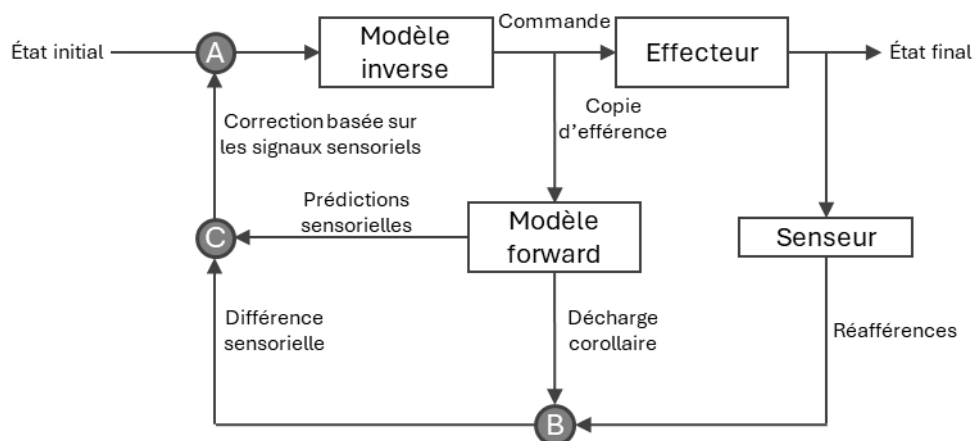 Commande
État initial
A
Modèle
inverse
Effecteur
État final
Copie
d'efférence
Correction basée sur
les signaux sensoriels
Prédictions
sensorielles
C
Modèle
forward
Senseur
Différence
sensorielle
Décharge
corollaire
Réafférences
B